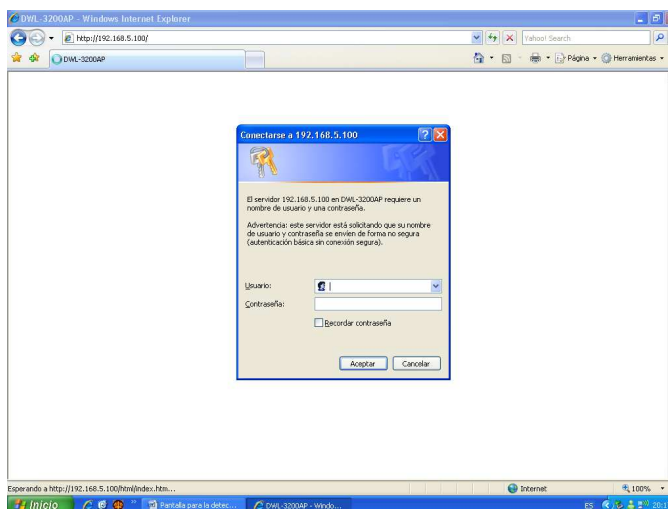 DWL-3200AP - Windows Internet Explorer
http://192.168.5.100/
Yahoo! Search
DWL-3200AP
Página
Herramientas
Conectarse a 192.168.5.100
El servidor 192.168.5.100 en DWL-3200AP requiere un
nombre de usuario y una contraseña.
Advertencia: este servidor está solicitando que su nombre
de usuario y contraseña se envíen de forma no segura
(autenticación básica sin conexión segura).
Usuario:
Contraseña:
Recordar contraseña
Aceptar
Cancelar
Esperando a http://192.168.5.100/html/index.htm...
Internet
100%
Inicio
Pantalla para la detec...
DWL-3200AP - Windo...
ES